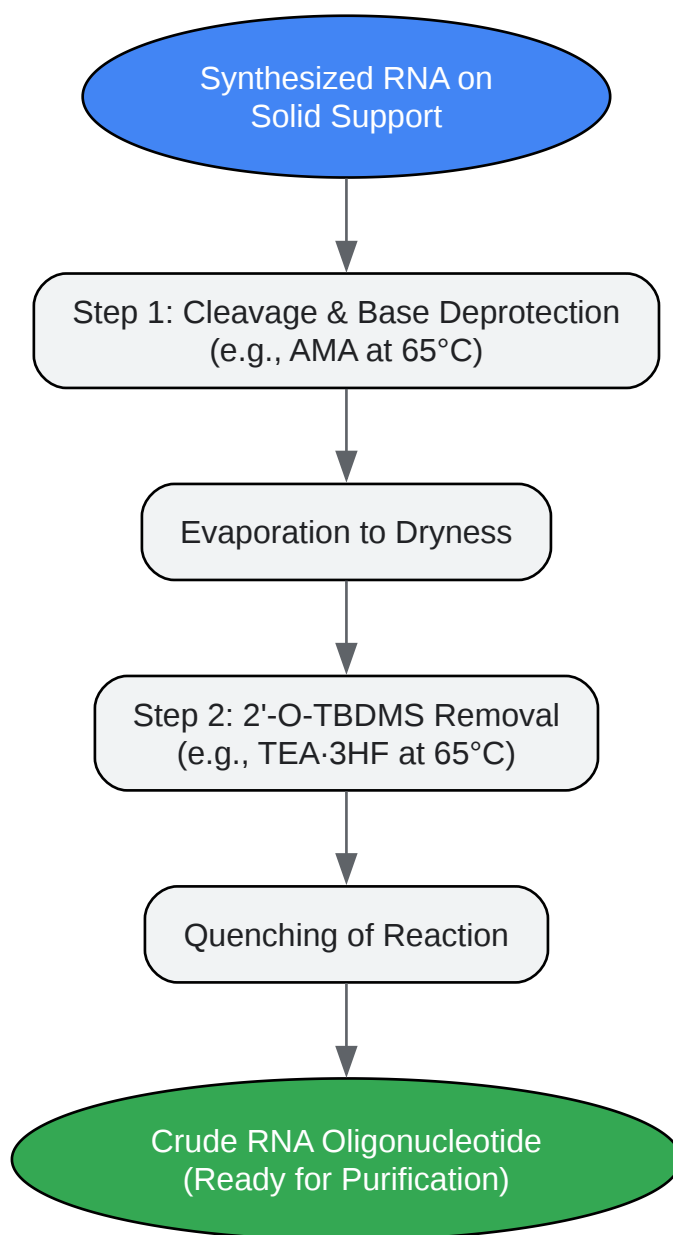 Synthesized RNA on
Solid Support
Step 1: Cleavage & Base Deprotection
(e.g., AMA at 65°C)
Evaporation to Dryness
Step 2: 2'-O-TBDMS Removal
(e.g., TEA·3HF at 65°C)
Quenching of Reaction
Crude RNA Oligonucleotide
(Ready for Purification)